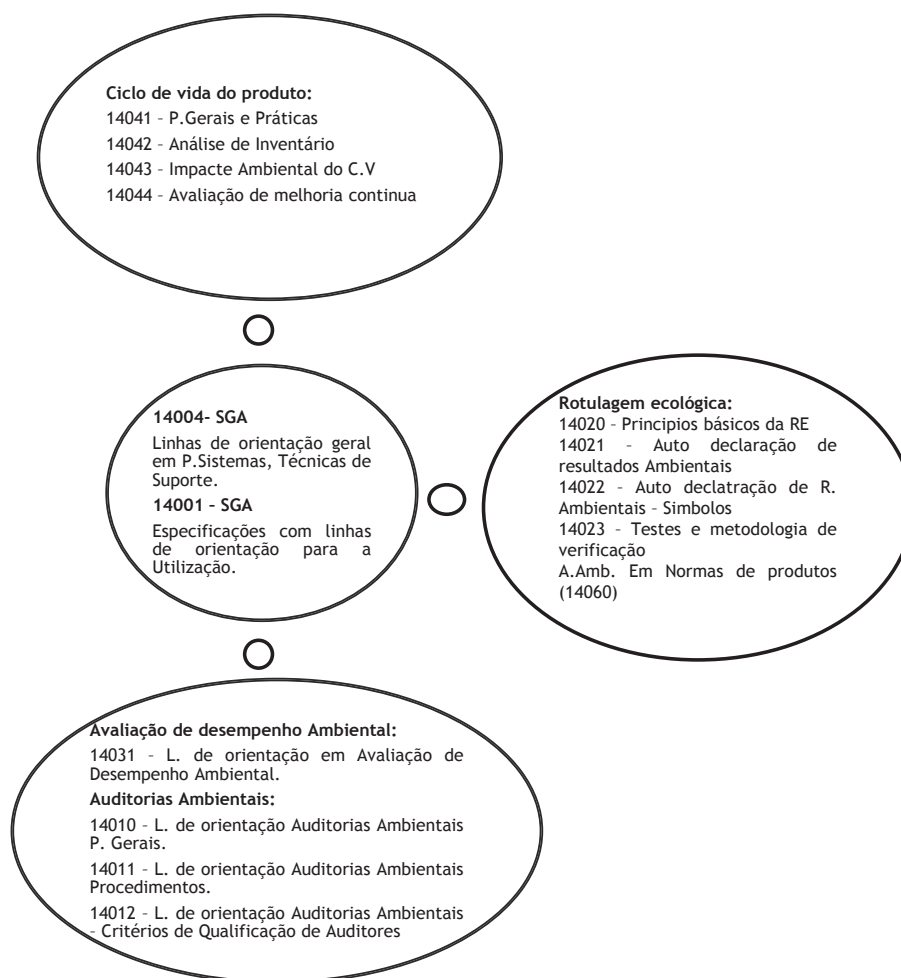 Ciclo de vida do produto:
14041 – P.Gerais e Práticas
14042 – Análise de Inventário
14043 – Impacte Ambiental do C.V
14044 – Avaliação de melhoria continua
14004- SGA
Linhas de orientação geral
em P.Sistemas, Técnicas de
Suporte.
14001 – SGA
Especificações com linhas
de orientação para a
Utilização.
Rotulagem ecológica:
14020 – Principios básicos da RE
14021 – Auto declaração de
resultados Ambientais
14022 – Auto declatração de R.
Ambientais – Simbolos
14023 – Testes e metodologia de
verificação
A.Amb. Em Normas de produtos
(14060)
Avaliação de desempenho Ambiental:
14031 – L. de orientação em Avaliação de
Desempenho Ambiental.
Auditorias Ambientais:
14010 – L. de orientação Auditorias Ambientais
P. Gerais.
14011 – L. de orientação Auditorias Ambientais
Procedimentos.
14012 – L. de orientação Auditorias Ambientais
– Critérios de Qualificação de Auditores